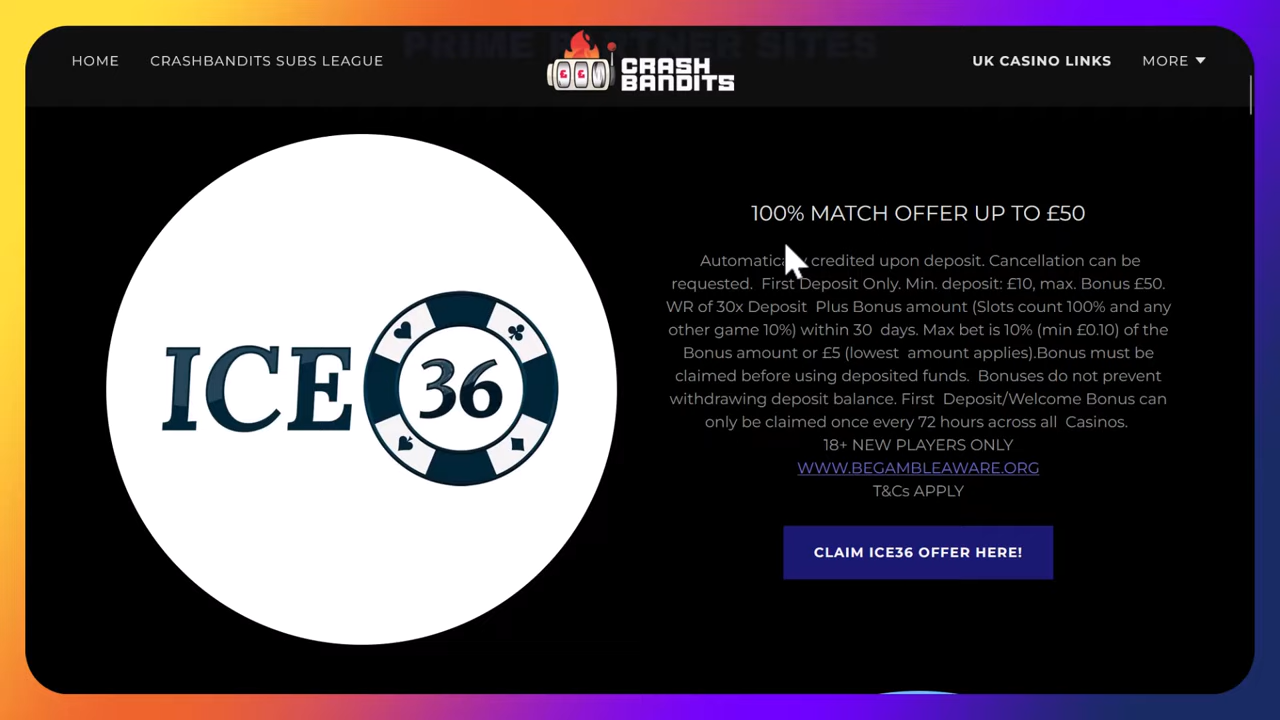 PRIME PARTNER SITES
HOME
CRASHBANDITS SUBS LEAGUE
CRASH
BANDITS
UK CASINO LINKS
MORE
ICE 36
100% MATCH OFFER UP TO £50
Automatically credited upon deposit. Cancellation can be
requested.  First Deposit Only. Min. deposit: £10, max. Bonus £50.
WR of 30x Deposit  Plus Bonus amount (Slots count 100% and any
other game 10%) within 30  days. Max bet is 10% (min £0.10) of the
Bonus amount or £5 (lowest  amount applies).Bonus must be
claimed before using deposited funds.  Bonuses do not prevent
withdrawing deposit balance. First  Deposit/Welcome Bonus can
only be claimed once every 72 hours across all  Casinos.
18+ NEW PLAYERS ONLY
WWW.BEGAMBLEAWARE.ORG
T&Cs APPLY
CLAIM ICE36 OFFER HERE!